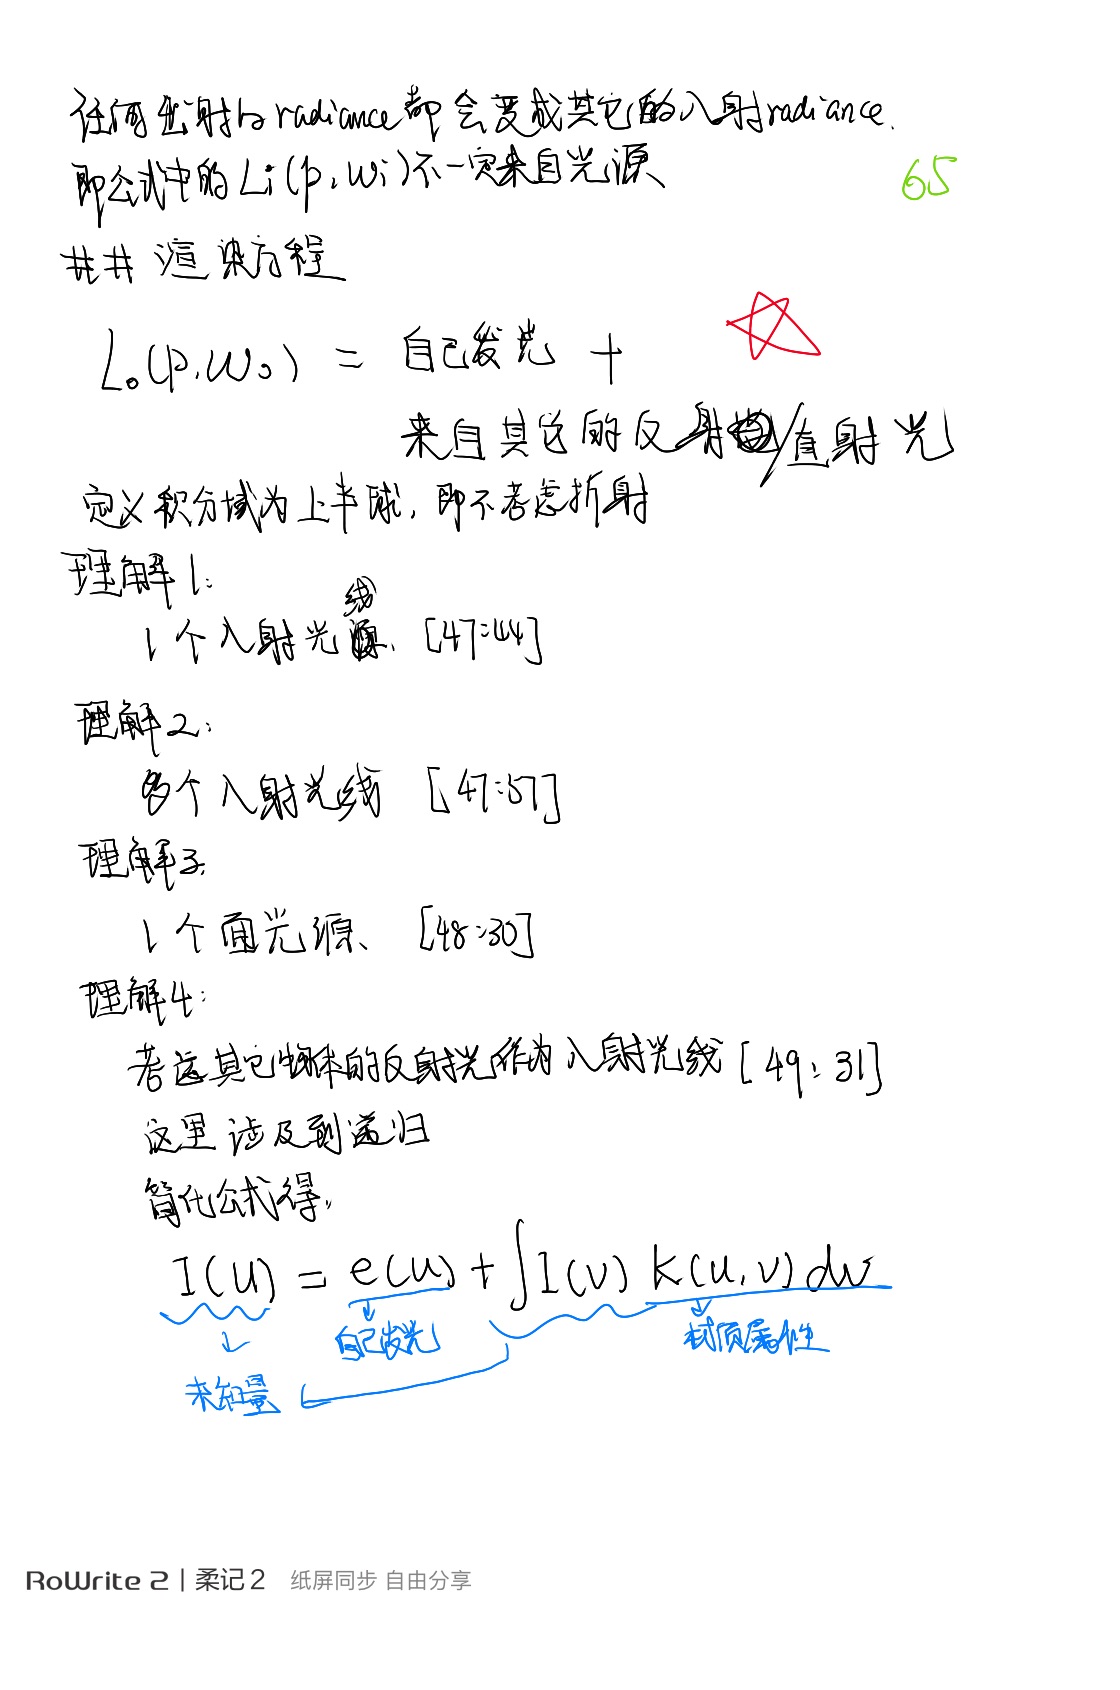 任何出射的radiance都会变成其它的入射radiance.
即公式中的Li(p,wi)不一定来自光源、
65
## 渲染方程
Lo(p,wo) = 自己发光 +
来自其它的反射光/直射光
定义积分域为上半球,即不考虑折射
理解1:
1个入射光线、[47:44]
理解2:
多个入射光线 [47:57]
理解3,
1个面光源、 [48:30]
理解4:
考虑其它物体的反射光作为入射光线[49:31]
这里涉及到递归
简化公式得,
I(u) = e(u) + ∫I(v) K(u,v) dv
自己发光 材质属性
未知量
RoWrite 2 | 柔记2 纸屏同步 自由分享